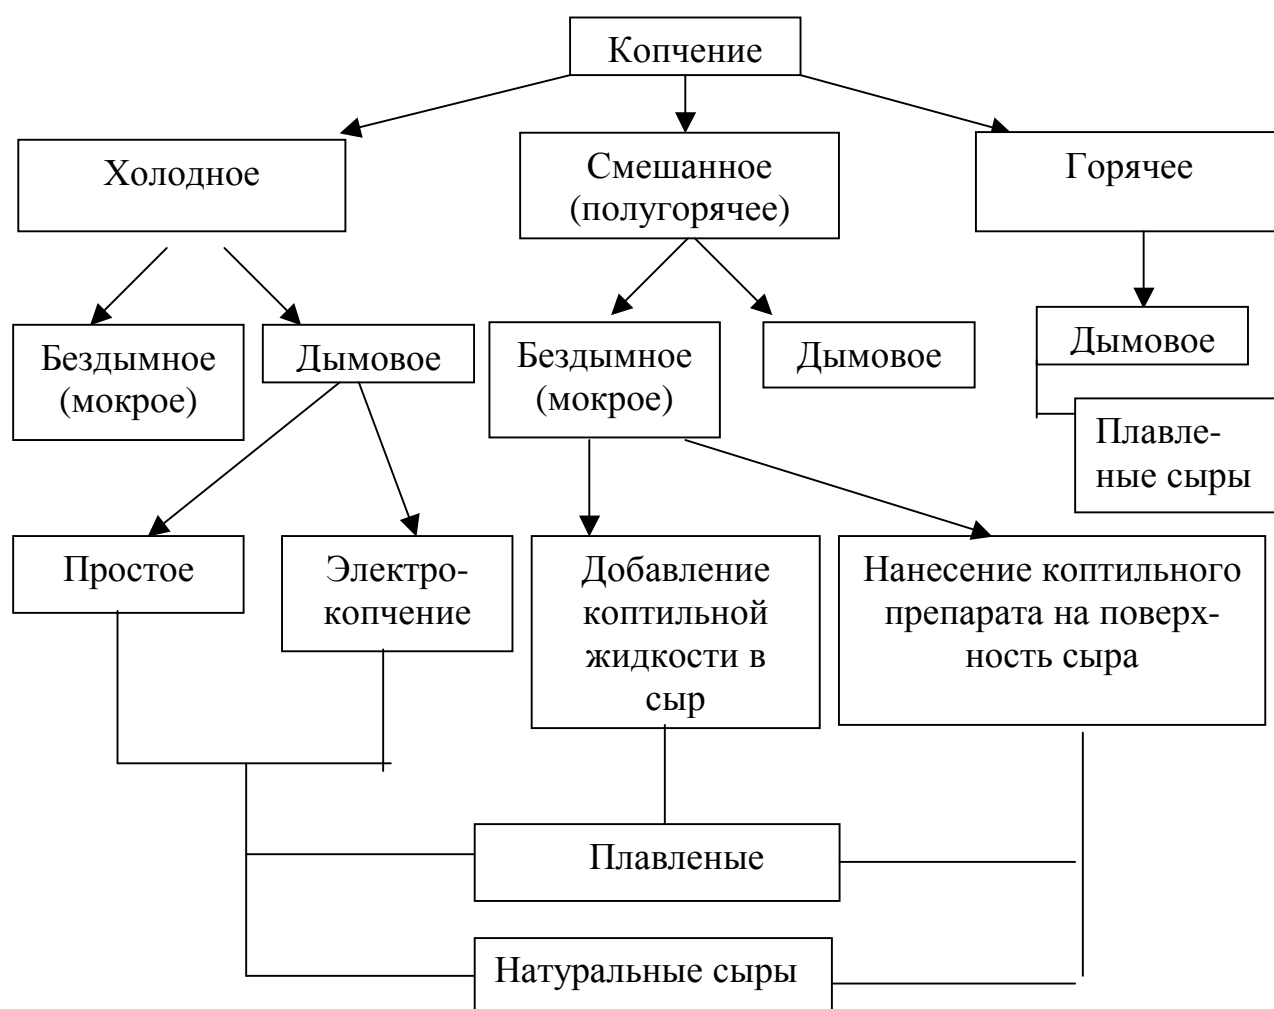 Копчение
Холодное
Смешанное
(полугорячее)
Горячее
Бездымное
(мокрое)
Дымовое
Бездымное
(мокрое)
Дымовое
Дымовое
Плавле-
ные сыры
Простое
Электро-
копчение
Добавление
коптильной
жидкости в
сыр
Нанесение коптильного
препарата на поверх-
ность сыра
Плавленые
Натуральные сыры